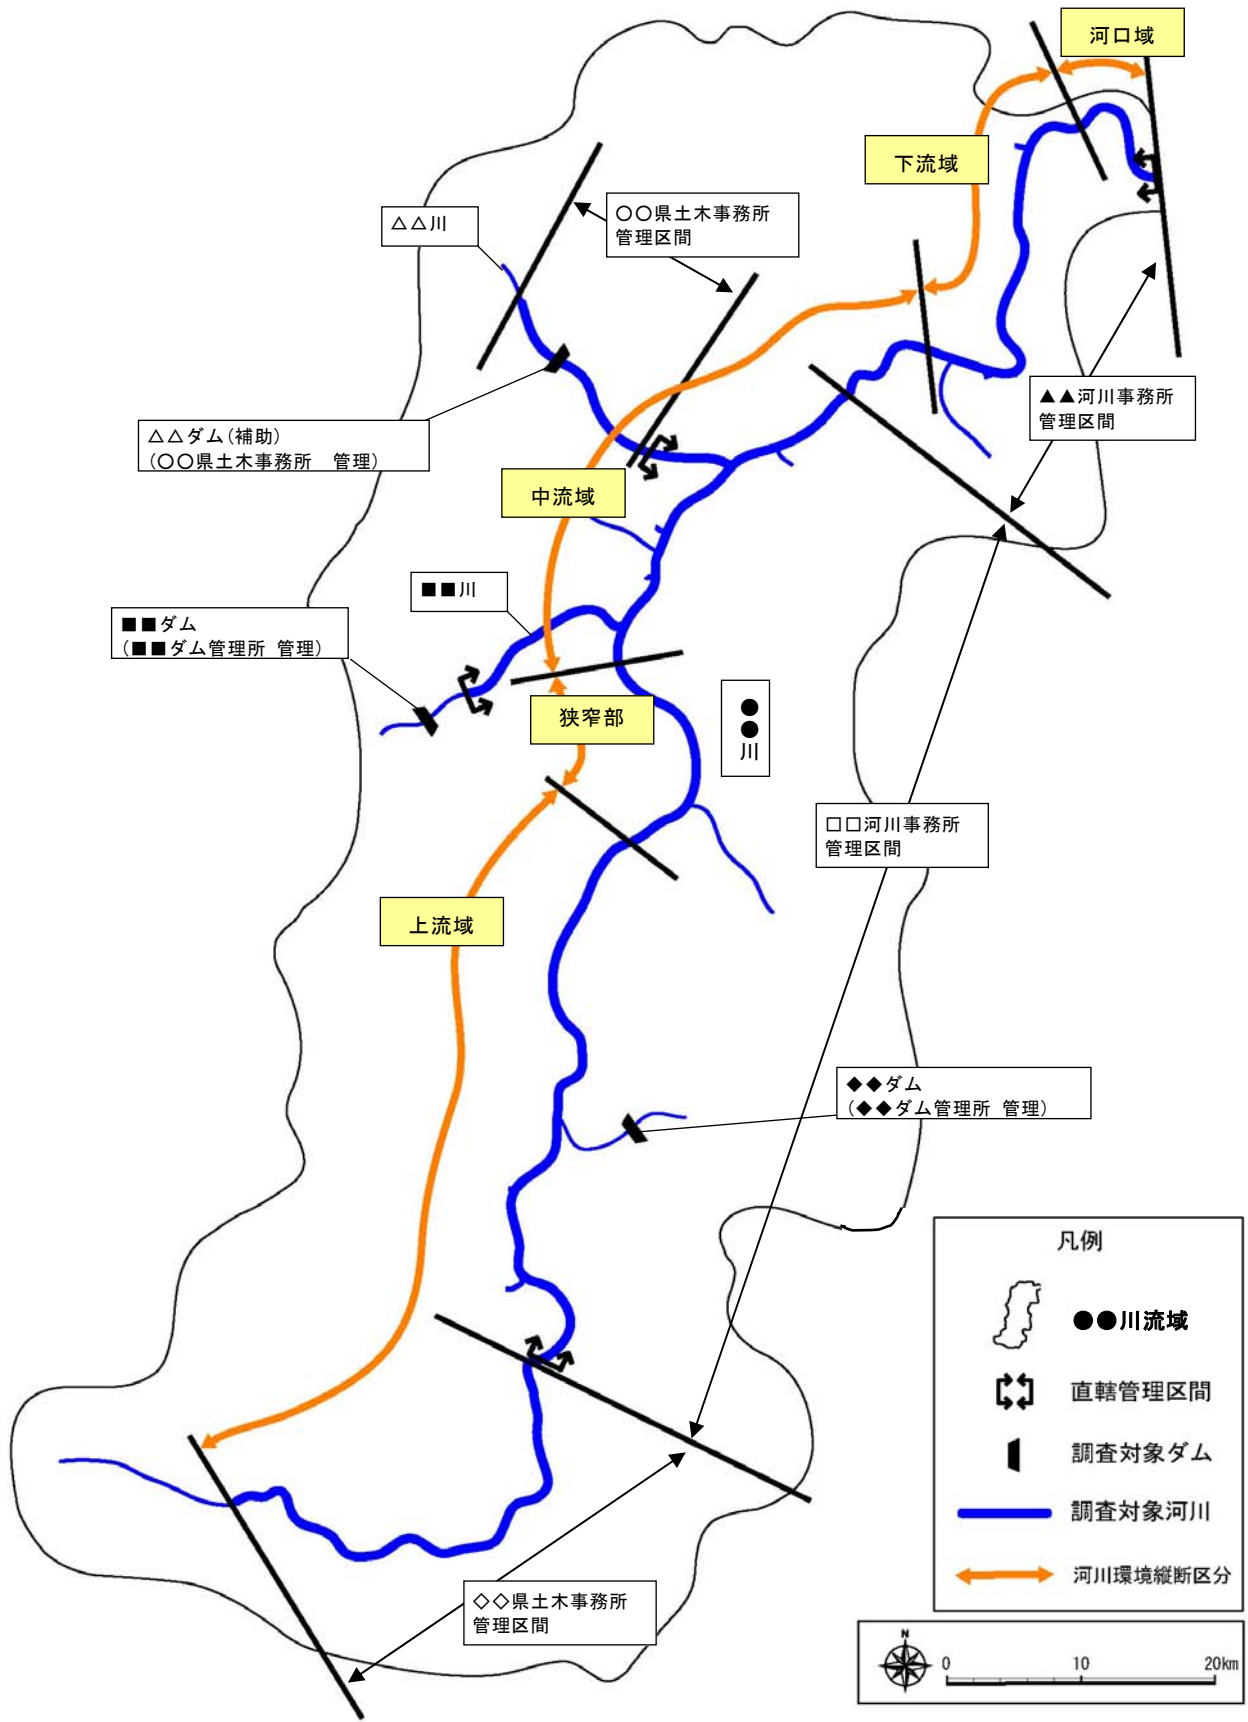 河口域
下流域
○○県土木事務所
管理区間
△△川
▲▲河川事務所
管理区間
△△ダム(補助)
(○○県土木事務所 管理)
中流域
■■川
■■ダム
(■■ダム管理所 管理)
狭窄部
●●川
□□河川事務所
管理区間
上流域
◆◆ダム
(◆◆ダム管理所 管理)
◇◇県土木事務所
管理区間
凡例
●●川流域
直轄管理区間
調査対象ダム
調査対象河川
河川環境縦断区分
N
0 10 20km